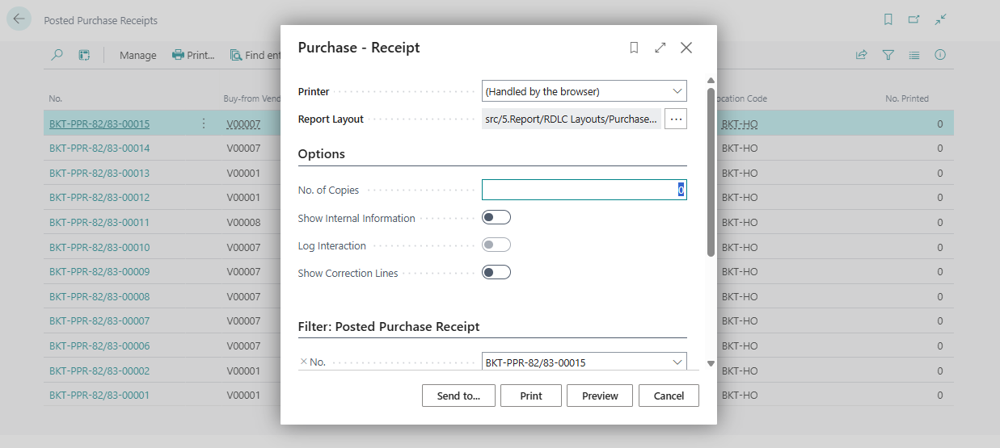 Posted Purchase Receipts
Manage Print... Find ent
No. Buy-from Vend ocation Code No. Printed
BKT-PPR-82/83-00015 V00007 BKT-HO 0
BKT-PPR-82/83-00014 V00007 BKT-HO 0
BKT-PPR-82/83-00013 V00001 BKT-HO 0
BKT-PPR-82/83-00012 V00001 BKT-HO 0
BKT-PPR-82/83-00011 V00008 BKT-HO 0
BKT-PPR-82/83-00010 V00007 BKT-HO 0
BKT-PPR-82/83-00009 V00007 BKT-HO 0
BKT-PPR-82/83-00008 V00007 BKT-HO 0
BKT-PPR-82/83-00007 V00007 BKT-HO 0
BKT-PPR-82/83-00006 V00007 BKT-HO 0
BKT-PPR-82/83-00002 V00001 BKT-HO 0
BKT-PPR-82/83-00001 V00001 BKT-HO 0
Purchase - Receipt
Printer (Handled by the browser)
Report Layout src/5.Report/RDLC Layouts/Purchase...
Options
No. of Copies 0
Show Internal Information
Log Interaction
Show Correction Lines
Filter: Posted Purchase Receipt
No. BKT-PPR-82/83-00015
Send to... Print Preview Cancel